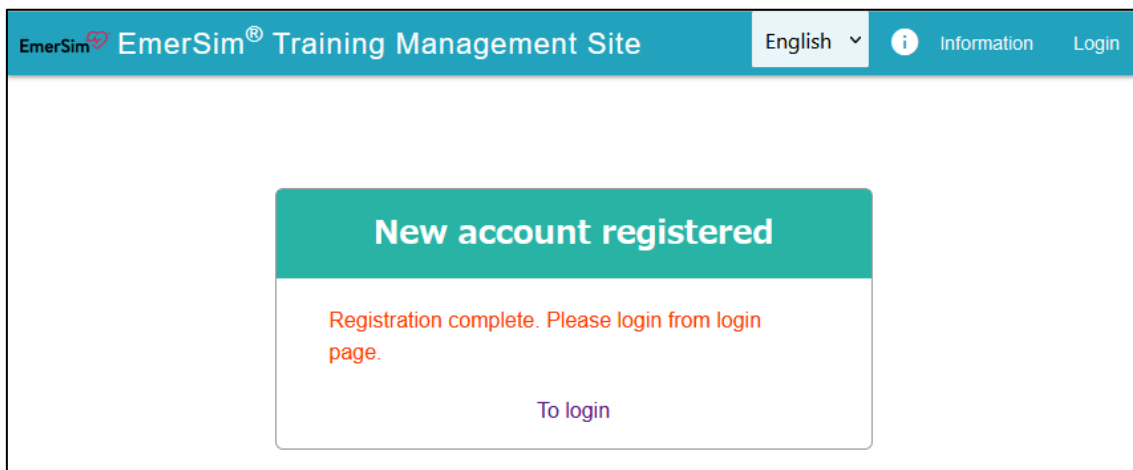 EmerSim EmerSim® Training Management Site English Information Login
New account registered
Registration complete. Please login from login
page.
To login